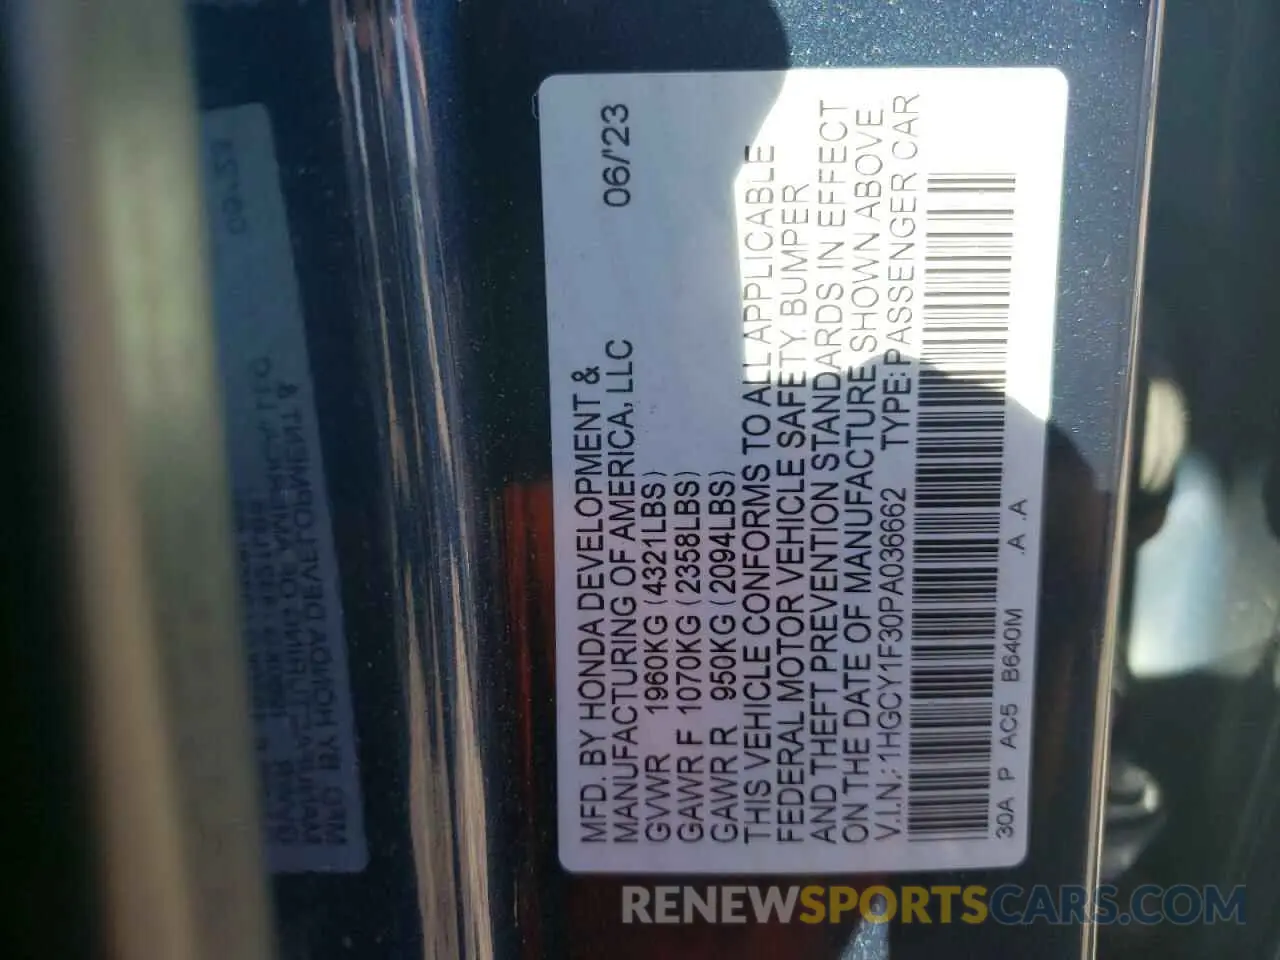 MFD. BY HONDA DEVELOPMENT &
MANUFACTURING OF AMERICA, LLC 06/'23
GVWR 1960KG (4321LBS)
GAWR F 1070KG (2358LBS)
GAWR R 950KG (2094LBS)
THIS VEHICLE CONFORMS TO ALL APPLICABLE
FEDERAL MOTOR VEHICLE SAFETY, BUMPER
AND THEFT PREVENTION STANDARDS IN EFFECT
ON THE DATE OF MANUFACTURE SHOWN ABOVE.
V.I.N.: 1HGCY1F30PA036662 TYPE: PASSENGER CAR
30A P AC5 B640M .A .A
RENEWSPORTSCARS.COM